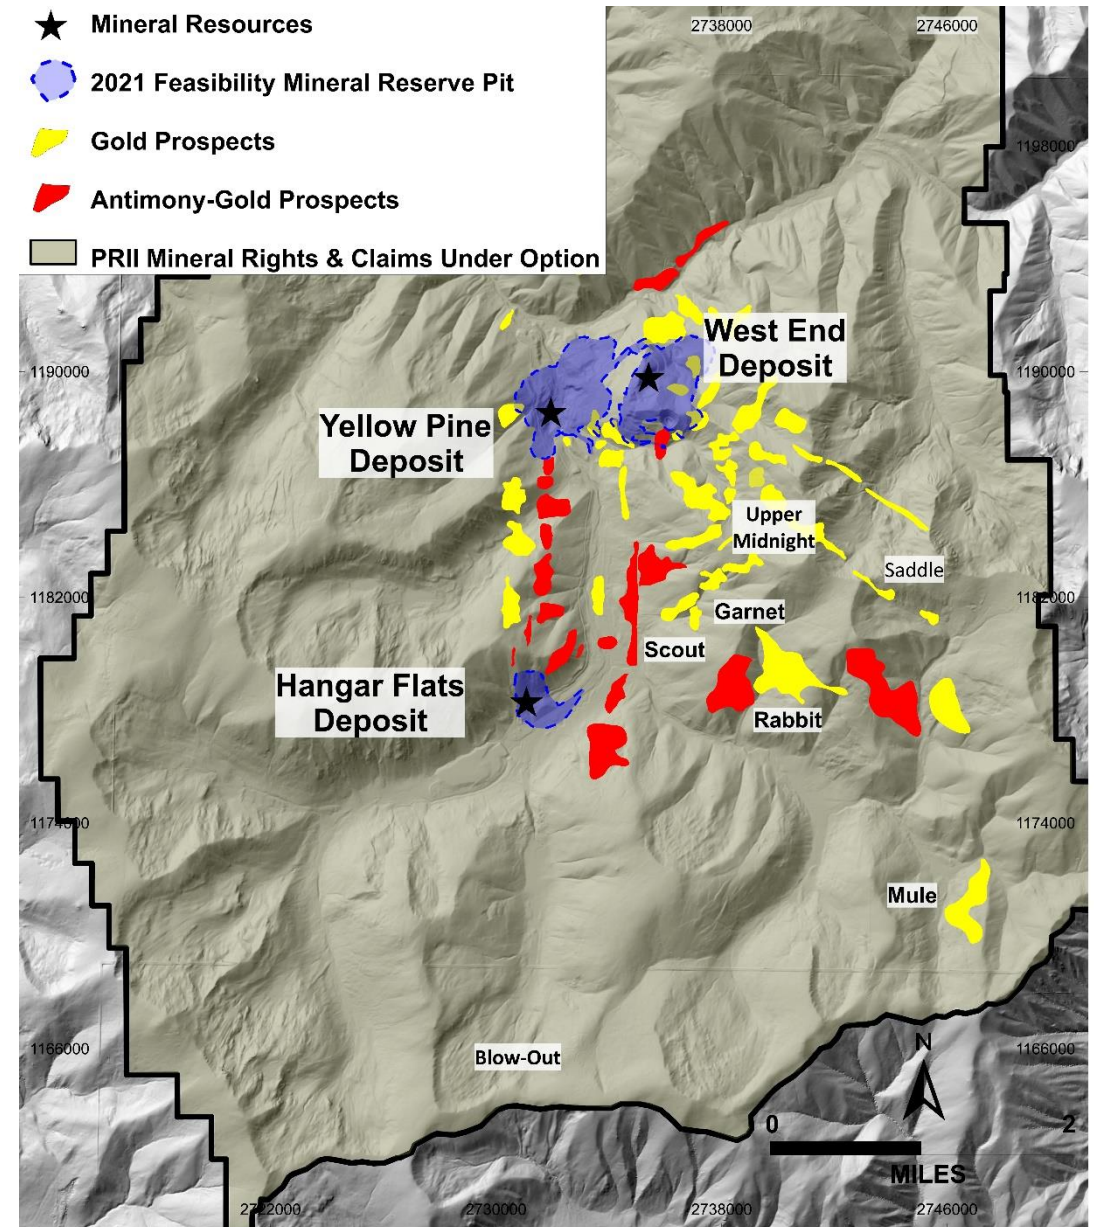 Mineral Resources
2021 Feasibility Mineral Reserve Pit
Gold Prospects
Antimony-Gold Prospects
PRII Mineral Rights & Claims Under Option
2738000
2746000
1198000
West End
Deposit
1190000
1190000
Yellow Pine
Deposit
Upper
Midnight
Saddle
1182000
1182000
Garnet
Scout
Hangar Flats
Deposit
Rabbit
1174000
1174000
Mule
1166000
1166000
Blow-Out
N
0
2
MILES
2722000
2730000
2738000
2746000